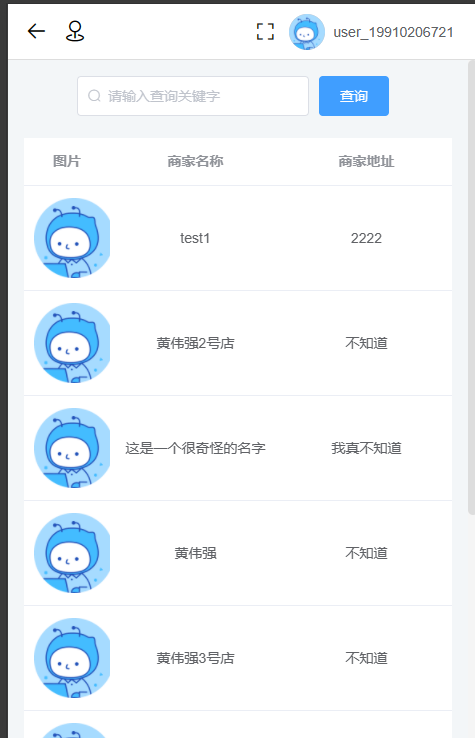 user_19910206721
请输入查询关键字 查询
图片 商家名称 商家地址
test1 2222
黄伟强2号店 不知道
这是一个很奇怪的名字 我真不知道
黄伟强 不知道
黄伟强3号店 不知道